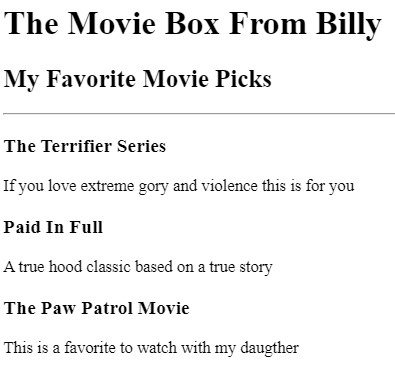 The Movie Box From Billy
My Favorite Movie Picks
The Terrifier Series
If you love extreme gory and violence this is for you
Paid In Full
A true hood classic based on a true story
The Paw Patrol Movie
This is a favorite to watch with my daugther